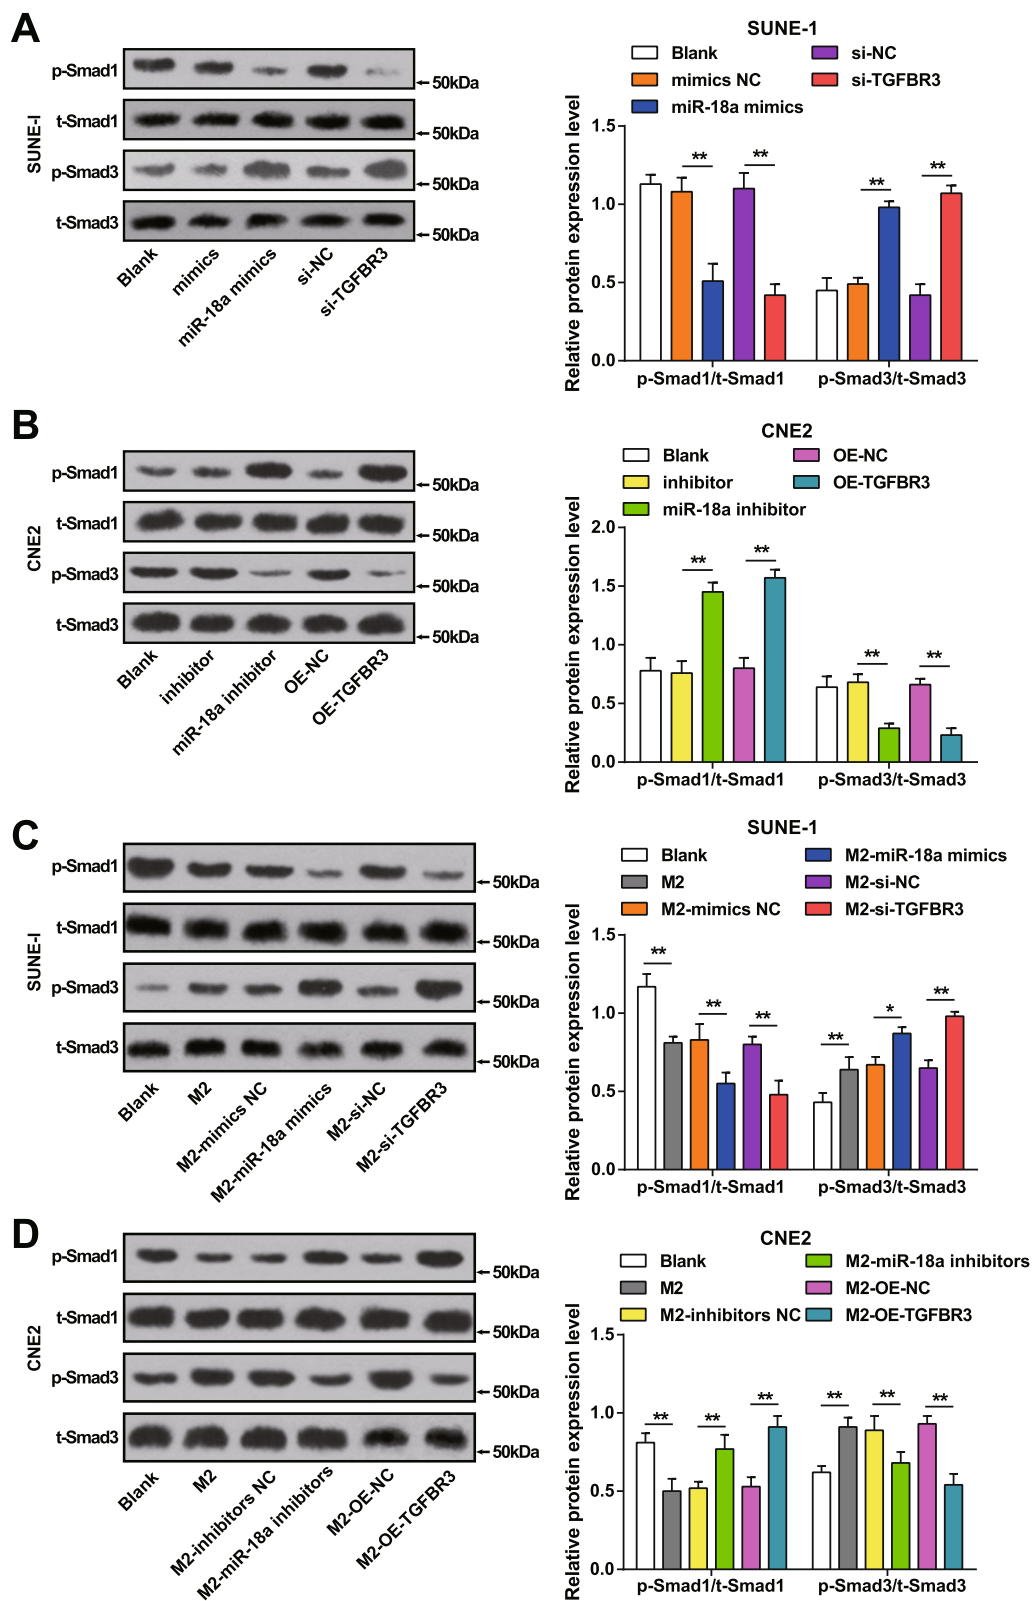 A
SUNE-I
p-Smad1
50kDa
t-Smad1
50kDa
p-Smad3
50kDa
t-Smad3
50kDa
Blank
mimics
miR-18a mimics
si-NC
si-TGFBR3
SUNE-1
Blank
mimics NC
miR-18a mimics
si-NC
si-TGFBR3
Relative protein expression level
1.5
1.0
0.5
0.0
** ** ** **
p-Smad1/t-Smad1 p-Smad3/t-Smad3
B
CNE2
p-Smad1
50kDa
t-Smad1
50kDa
p-Smad3
50kDa
t-Smad3
50kDa
Blank
inhibitor
miR-18a inhibitor
OE-NC
OE-TGFBR3
CNE2
Blank
inhibitor
miR-18a inhibitor
OE-NC
OE-TGFBR3
Relative protein expression level
2.0
1.5
1.0
0.5
0.0
** ** ** **
p-Smad1/t-Smad1 p-Smad3/t-Smad3
C
SUNE-I
p-Smad1
50kDa
t-Smad1
50kDa
p-Smad3
50kDa
t-Smad3
50kDa
Blank
M2
M2-mimics NC
M2-miR-18a mimics
M2-si-NC
M2-si-TGFBR3
SUNE-1
Blank
M2
M2-mimics NC
M2-miR-18a mimics
M2-si-NC
M2-si-TGFBR3
Relative protein expression level
1.5
1.0
0.5
0.0
** ** ** ** * **
p-Smad1/t-Smad1 p-Smad3/t-Smad3
D
CNE2
p-Smad1
50kDa
t-Smad1
50kDa
p-Smad3
50kDa
t-Smad3
50kDa
Blank
M2
M2-inhibitors NC
M2-miR-18a inhibitors
M2-OE-NC
M2-OE-TGFBR3
CNE2
Blank
M2
M2-inhibitors NC
M2-miR-18a inhibitors
M2-OE-NC
M2-OE-TGFBR3
Relative protein expression level
1.5
1.0
0.5
0.0
** ** ** ** ** **
p-Smad1/t-Smad1 p-Smad3/t-Smad3